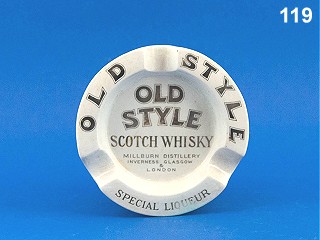 119
OLD STYLE
OLD
STYLE
SCOTCH WHISKY
MILLBURN DISTILLERY
INVERNESS GLASGOW
&
LONDON
SPECIAL LIQUEUR